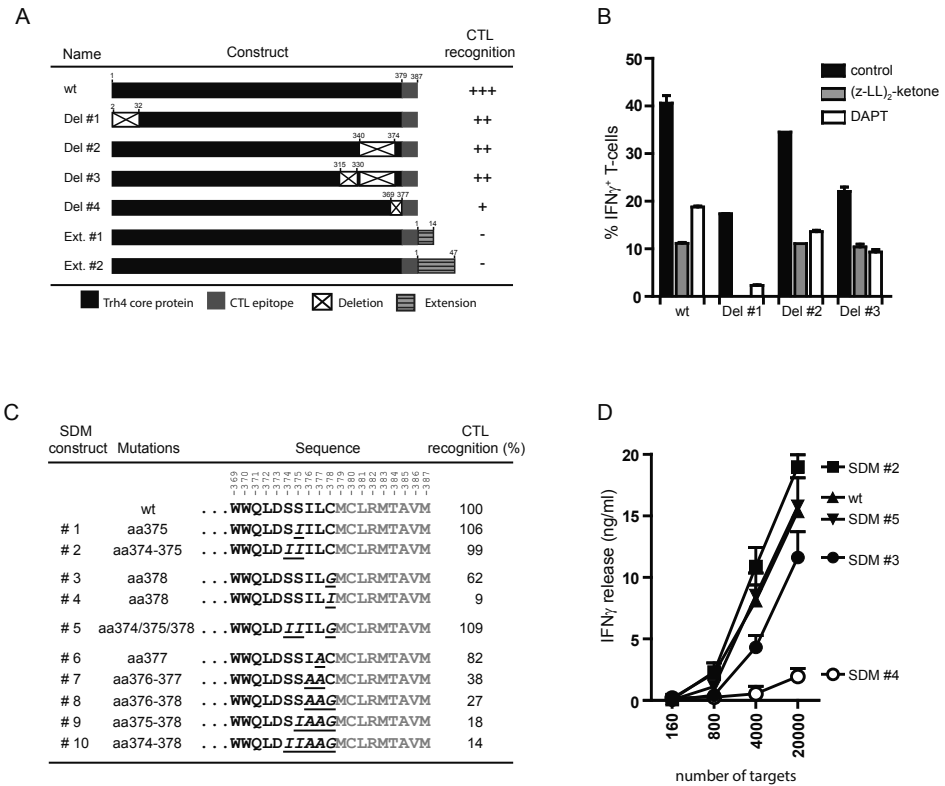 A
Name Construct CTL recognition
wt 1 379 387 +++
Del #1 2 32 ++
Del #2 340 374 ++
Del #3 315 330 ++
Del #4 369 377 +
Ext. #1 1 14 -
Ext. #2 1 47 -
Trh4 core protein CTL epitope Deletion Extension
B
% IFNγ+ T-cells
50
40
30
20
10
0
control
(z-LL)2-ketone
DAPT
wt Del #1 Del #2 Del #3
C
SDM construct Mutations Sequence CTL recognition (%)
-369 -370 -371 -372 -373 -374 -375 -376 -377 -378 -379 -380 -381 -382 -383 -384 -385 -386 -387
wt ...WWQLDSSILCMCLRMTAVM 100
# 1 aa375 ...WWQLDSIILCMCLRMTAVM 106
# 2 aa374-375 ...WWQLDIIILCMCLRMTAVM 99
# 3 aa378 ...WWQLDSSILGMCLRMTAVM 62
# 4 aa378 ...WWQLDSSILIMCLRMTAVM 9
# 5 aa374/375/378 ...WWQLDIIILGMCLRMTAVM 109
# 6 aa377 ...WWQLDSSIACMCLRMTAVM 82
# 7 aa376-377 ...WWQLDSSAACMCLRMTAVM 38
# 8 aa376-378 ...WWQLDSSAAGMCLRMTAVM 27
# 9 aa375-378 ...WWQLDSIAAGMCLRMTAVM 18
# 10 aa374-378 ...WWQLDIIAAGMCLRMTAVM 14
D
IFNγ release (ng/ml)
20
15
10
5
0
SDM #2
wt
SDM #5
SDM #3
SDM #4
160 800 4000 20000
number of targets